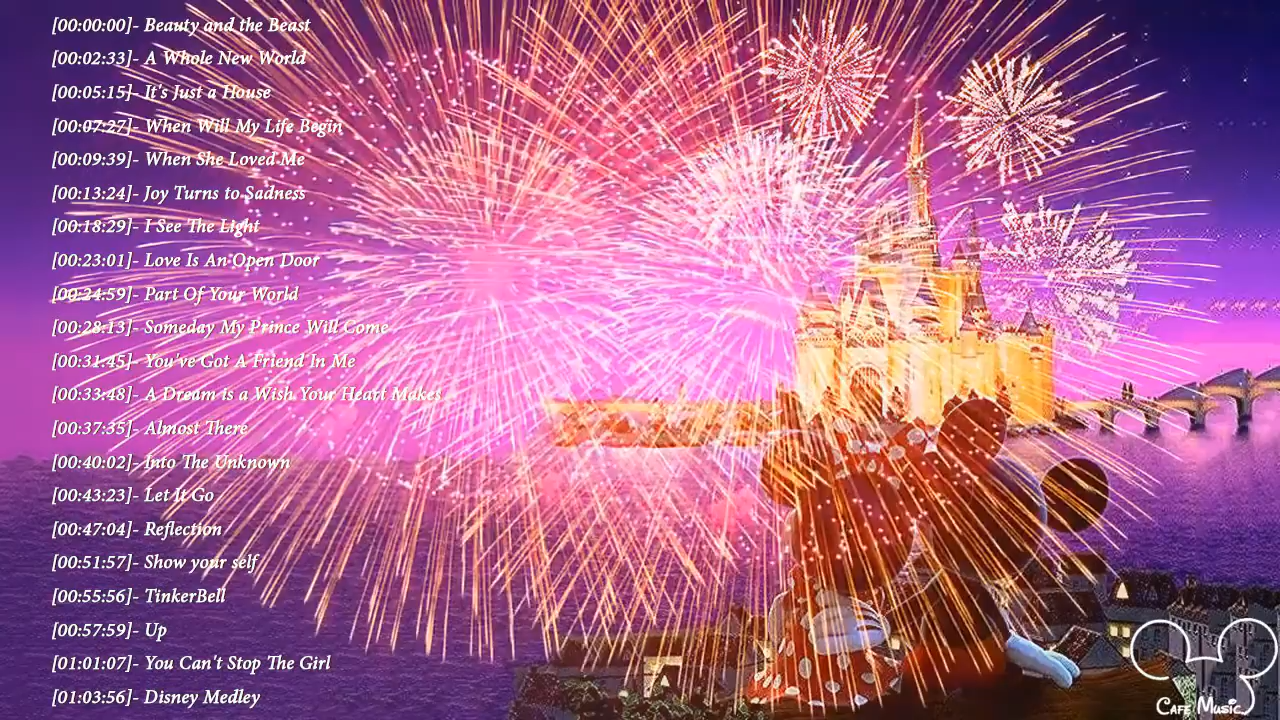 [00:00:00]- Beauty and the Beast
[00:02:33]- A Whole New World
[00:05:15]- It's Just a House
[00:07:27]- When Will My Life Begin
[00:09:39]- When She Loved Me
[00:13:24]- Joy Turns to Sadness
[00:18:29]- I See The Light
[00:23:01]- Love Is An Open Door
[00:24:59]- Part Of Your World
[00:28:13]- Someday My Prince Will Come
[00:31:45]- You've Got A Friend In Me
[00:33:48]- A Dream is a Wish Your Heart Makes
[00:37:35]- Almost There
[00:40:02]- Into The Unknown
[00:43:23]- Let It Go
[00:47:04]- Reflection
[00:51:57]- Show your self
[00:55:56]- TinkerBell
[00:57:59]- Up
[01:01:07]- You Can't Stop The Girl
[01:03:56]- Disney Medley
Cafe Music